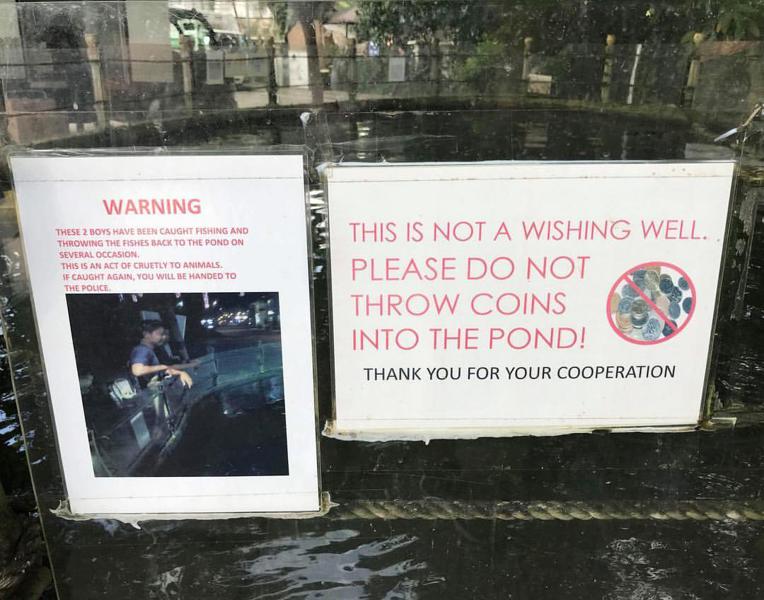 WARNING
THESE 2 BOYS HAVE BEEN CAUGHT FISHING AND
THROWING THE FISHES BACK TO THE POND ON
SEVERAL OCCASION.
THIS IS AN ACT OF CRUETLY TO ANIMALS.
IF CAUGHT AGAIN, YOU WILL BE HANDED TO
THE POLICE.
THIS IS NOT A WISHING WELL.
PLEASE DO NOT
THROW COINS
INTO THE POND!
THANK YOU FOR YOUR COOPERATION